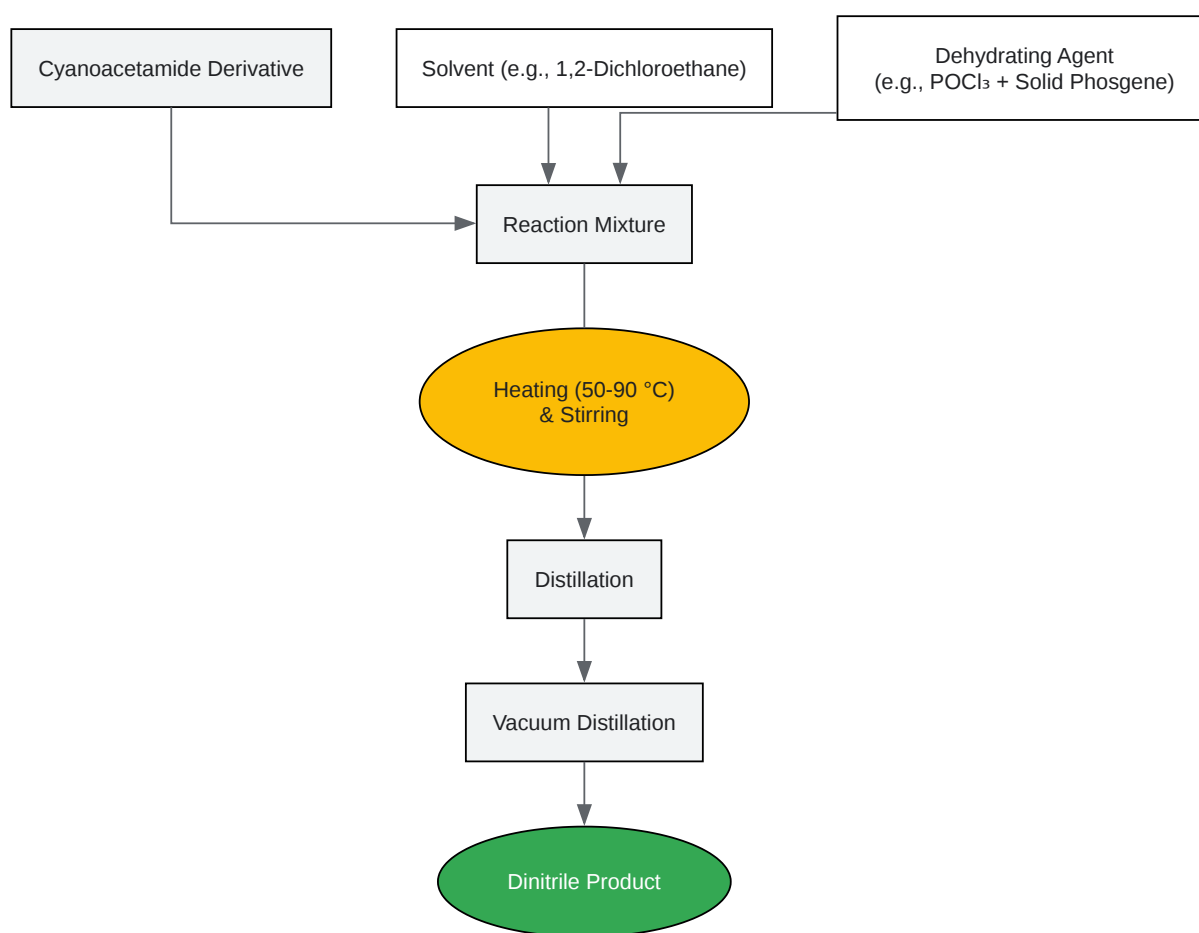 Cyanoacetamide Derivative
Solvent (e.g., 1,2-Dichloroethane)
Dehydrating Agent
(e.g., POCl₃ + Solid Phosgene)
Reaction Mixture
Heating (50-90 °C)
& Stirring
Distillation
Vacuum Distillation
Dinitrile Product